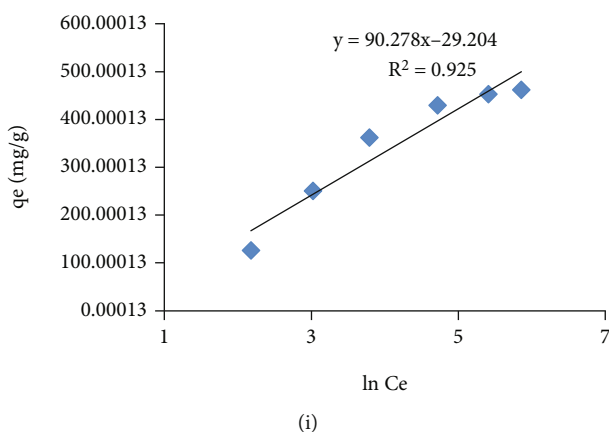 600.00013
y = 90.278x–29.204
R² = 0.925
500.00013
400.00013
300.00013
200.00013
100.00013
0.00013
qe (mg/g)
1
3
5
7
ln Ce
(i)